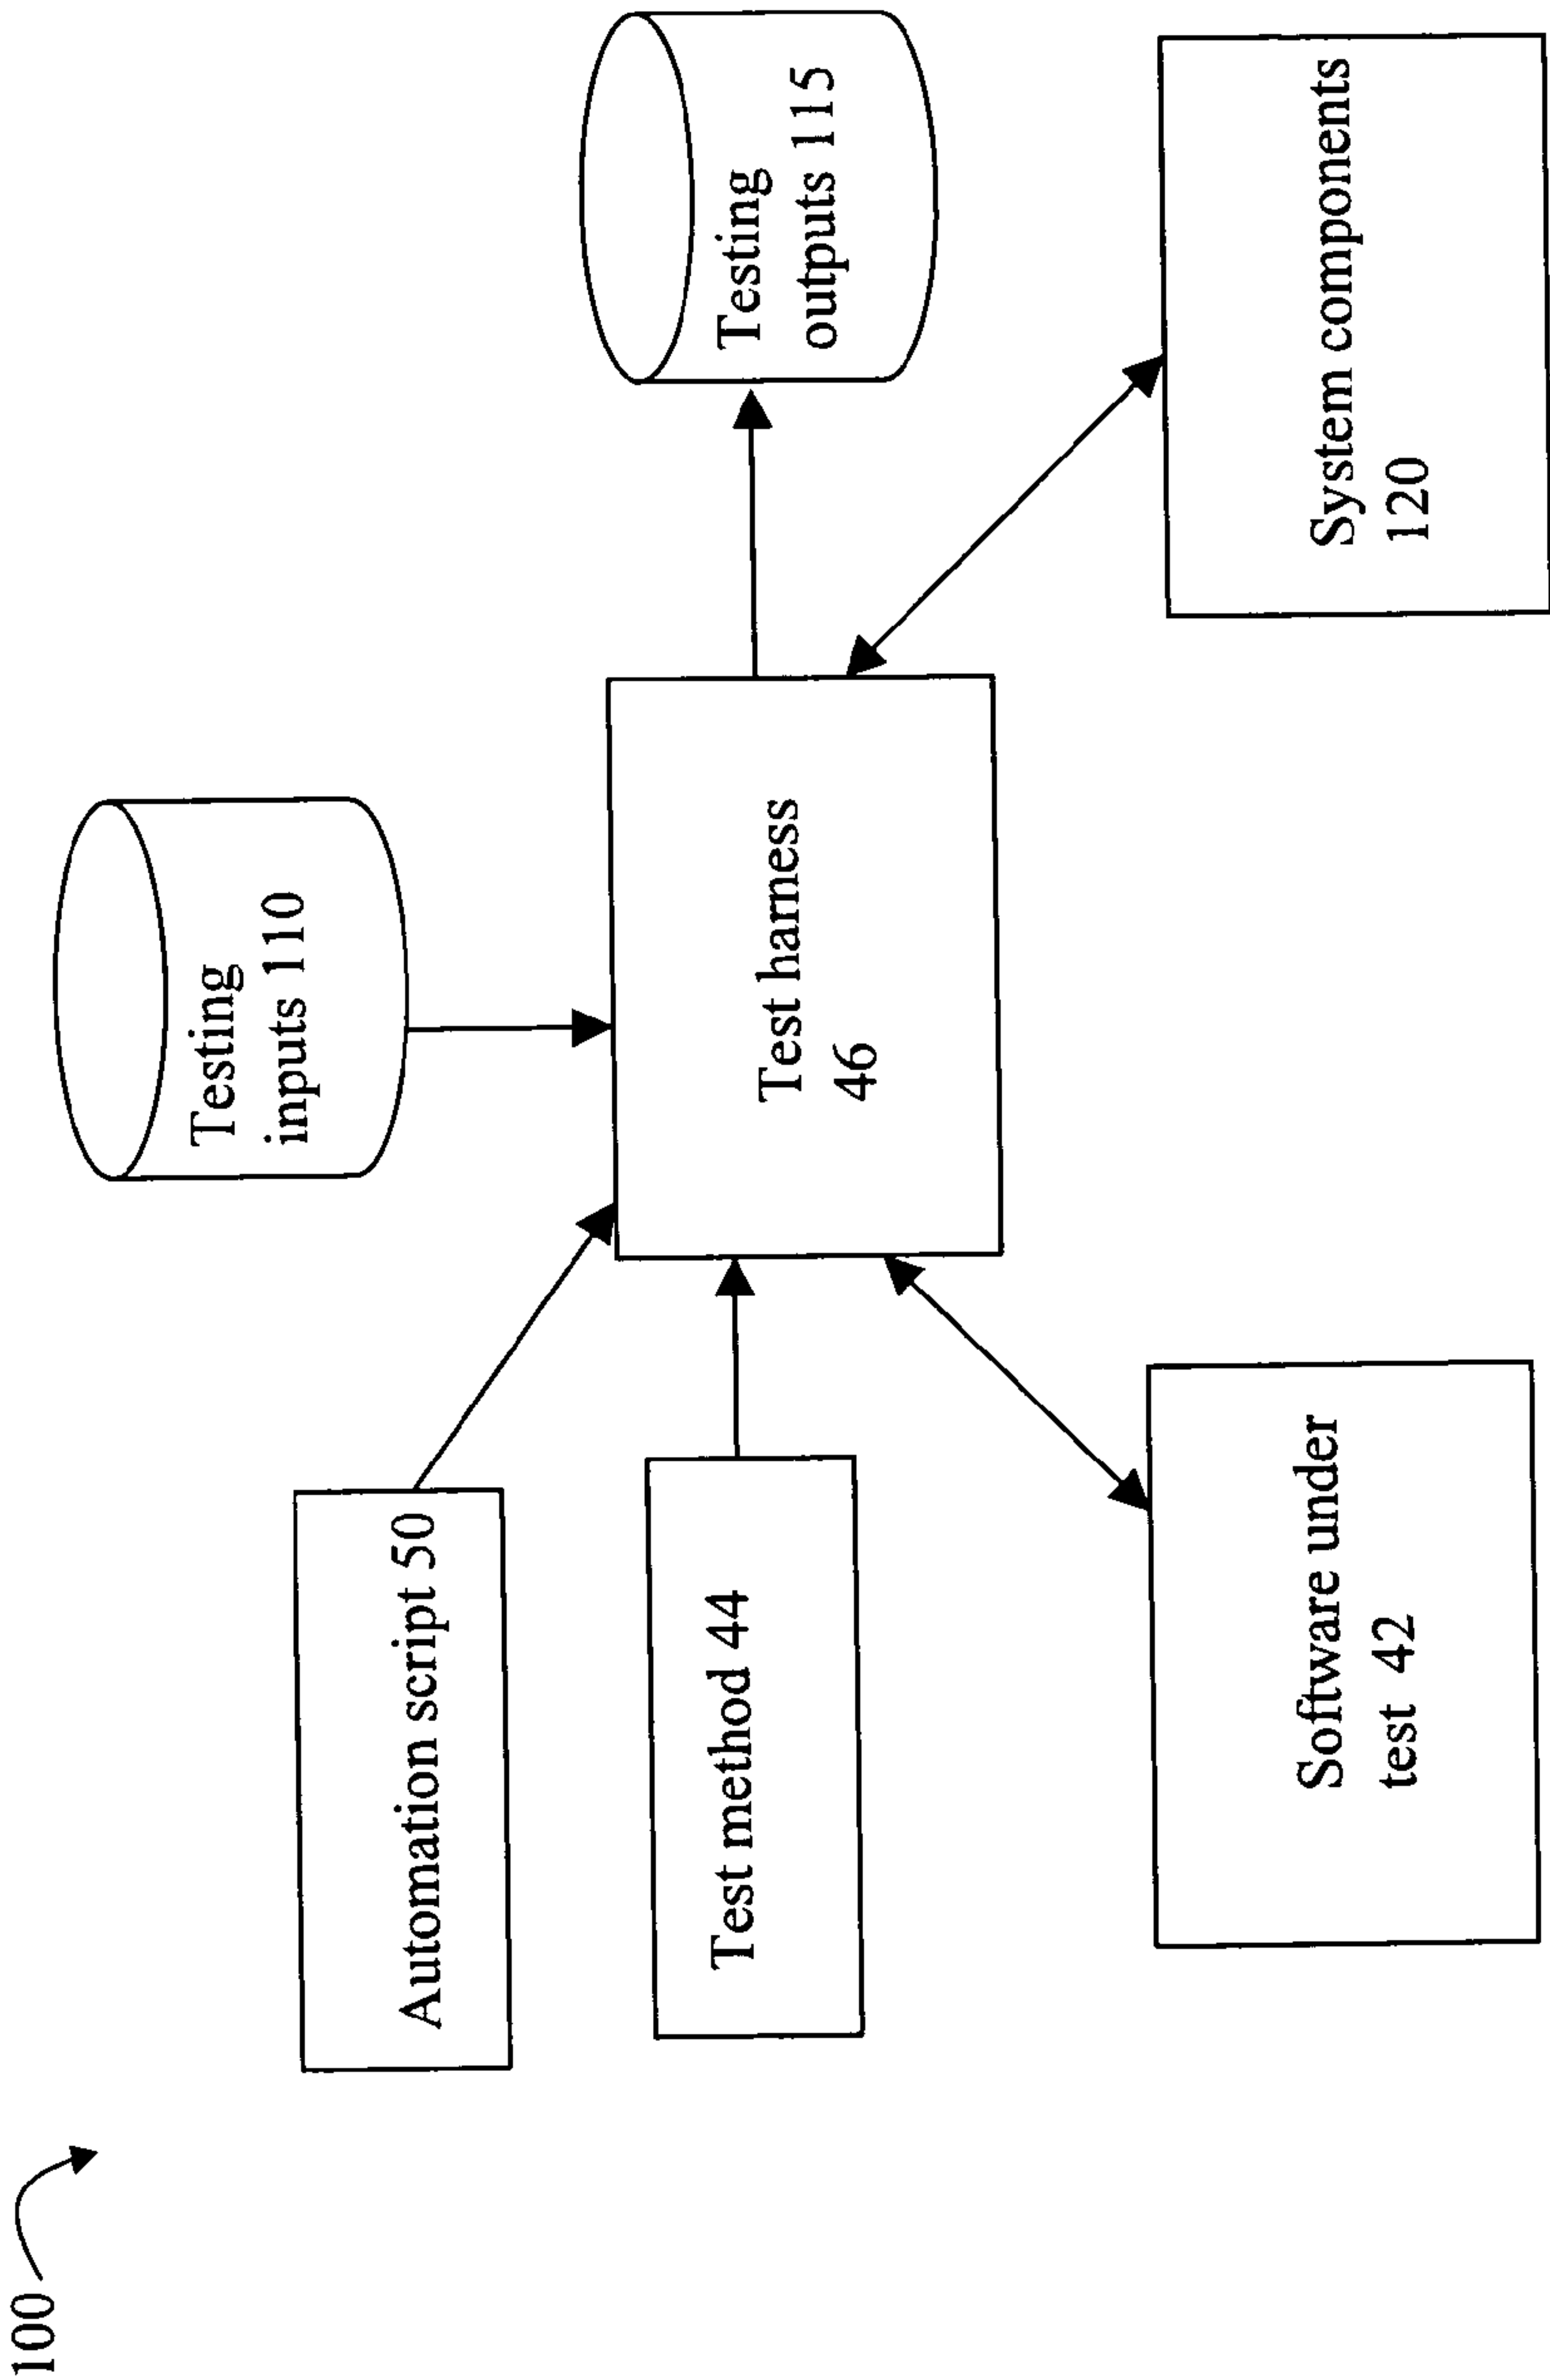 100
Testing
inputs 110
Automation script 50
Test method 44
Test harness
46
Testing
outputs 115
Software under
test 42
System components
120